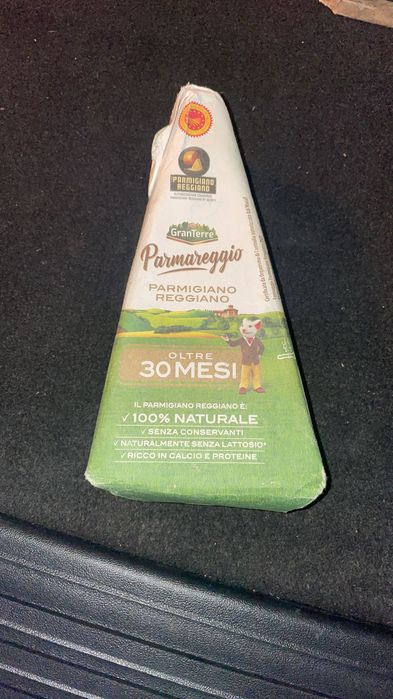 PARMIGIANO
REGGIANO
GranTerre
Parmareggio
PARMIGIANO
REGGIANO
OLTRE
30 MESI
IL PARMIGIANO REGGIANO È:
✓ 100% NATURALE
✓ SENZA CONSERVANTI
✓ NATURALMENTE SENZA LATTOSIO*
✓ RICCO IN CALCIO E PROTEINE